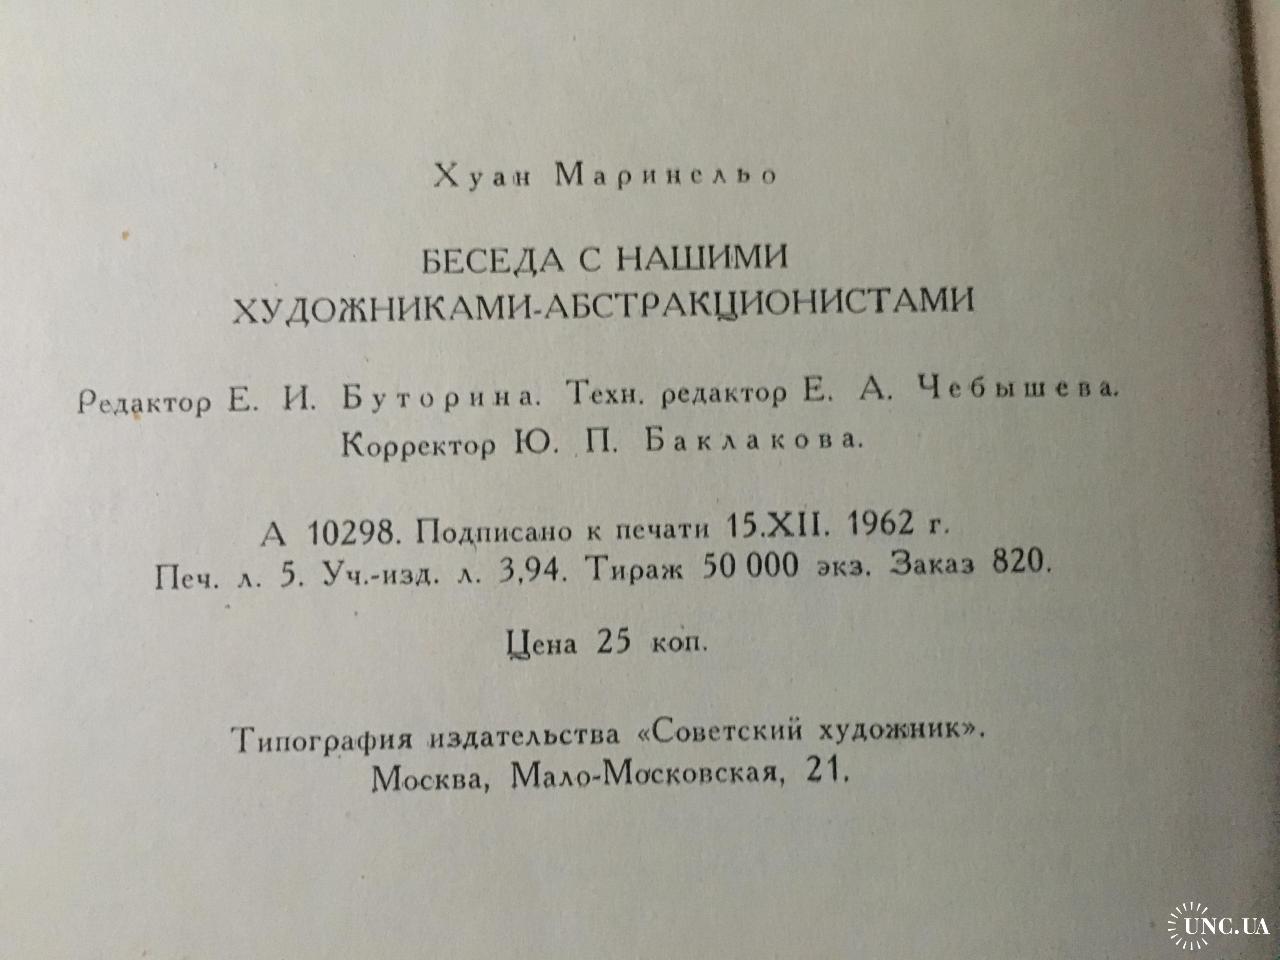 Хуан Маринельо
БЕСЕДА С НАШИМИ
ХУДОЖНИКАМИ-АБСТРАКЦИОНИСТАМИ
Редактор Е. И. Буторина. Техн. редактор Е. А. Чебышева.
Корректор Ю. П. Баклакова.
А 10298. Подписано к печати 15.XII. 1962 г.
Печ. л. 5. Уч.-изд. л. 3,94. Тираж 50 000 экз. Заказ 820.
Цена 25 коп.
Типография издательства «Советский художник».
Москва, Мало-Московская, 21.
UNC.UA